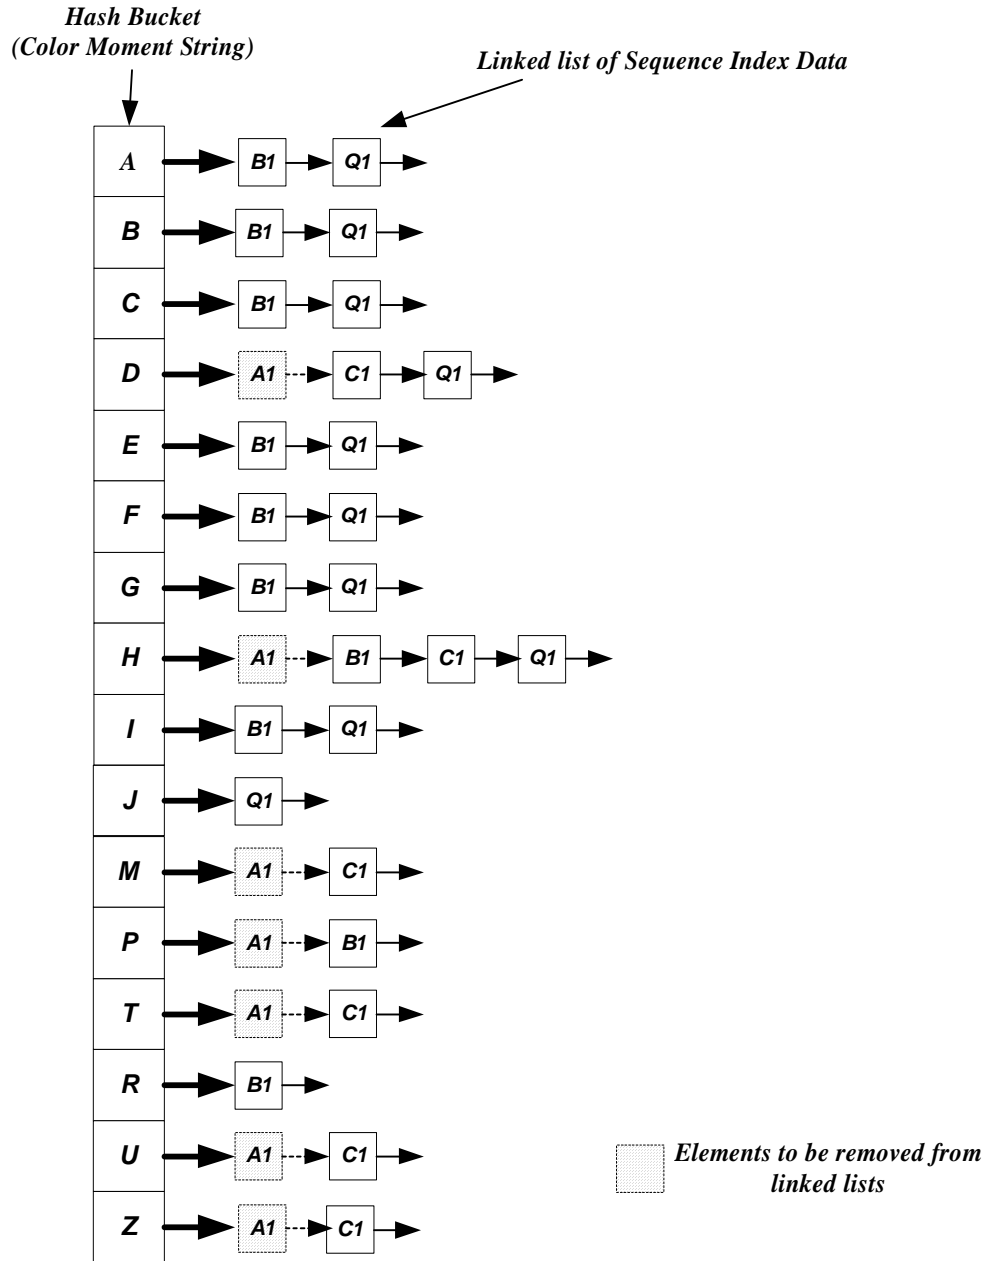 Hash Bucket
(Color Moment String)
Linked list of Sequence Index Data
A B1 Q1
B B1 Q1
C B1 Q1
D A1 C1 Q1
E B1 Q1
F B1 Q1
G B1 Q1
H A1 B1 C1 Q1
I B1 Q1
J Q1
M A1 C1
P A1 B1
T A1 C1
R B1
U A1 C1
Elements to be removed from
linked lists
Z A1 C1